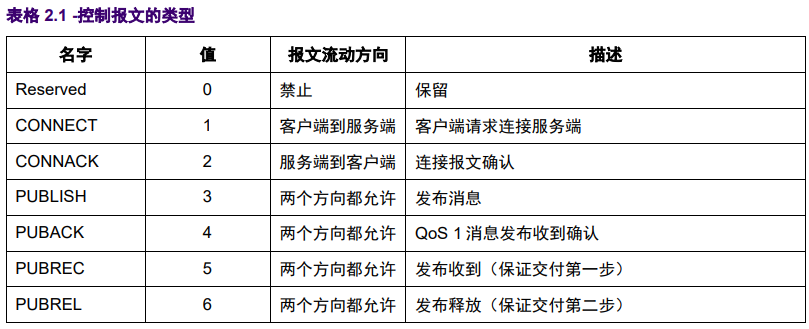 表格 2.1 -控制报文的类型
名字 值 报文流动方向 描述
Reserved 0 禁止 保留
CONNECT 1 客户端到服务端 客户端请求连接服务端
CONNACK 2 服务端到客户端 连接报文确认
PUBLISH 3 两个方向都允许 发布消息
PUBACK 4 两个方向都允许 QoS 1 消息发布收到确认
PUBREC 5 两个方向都允许 发布收到（保证交付第一步）
PUBREL 6 两个方向都允许 发布释放（保证交付第二步）